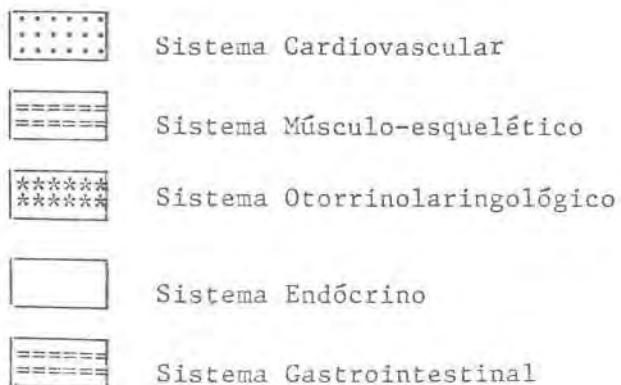 Sistema Cardiovascular
Sistema Músculo-esquelético
Sistema Otorrinolaringológico
Sistema Endócrino
Sistema Gastrointestinal